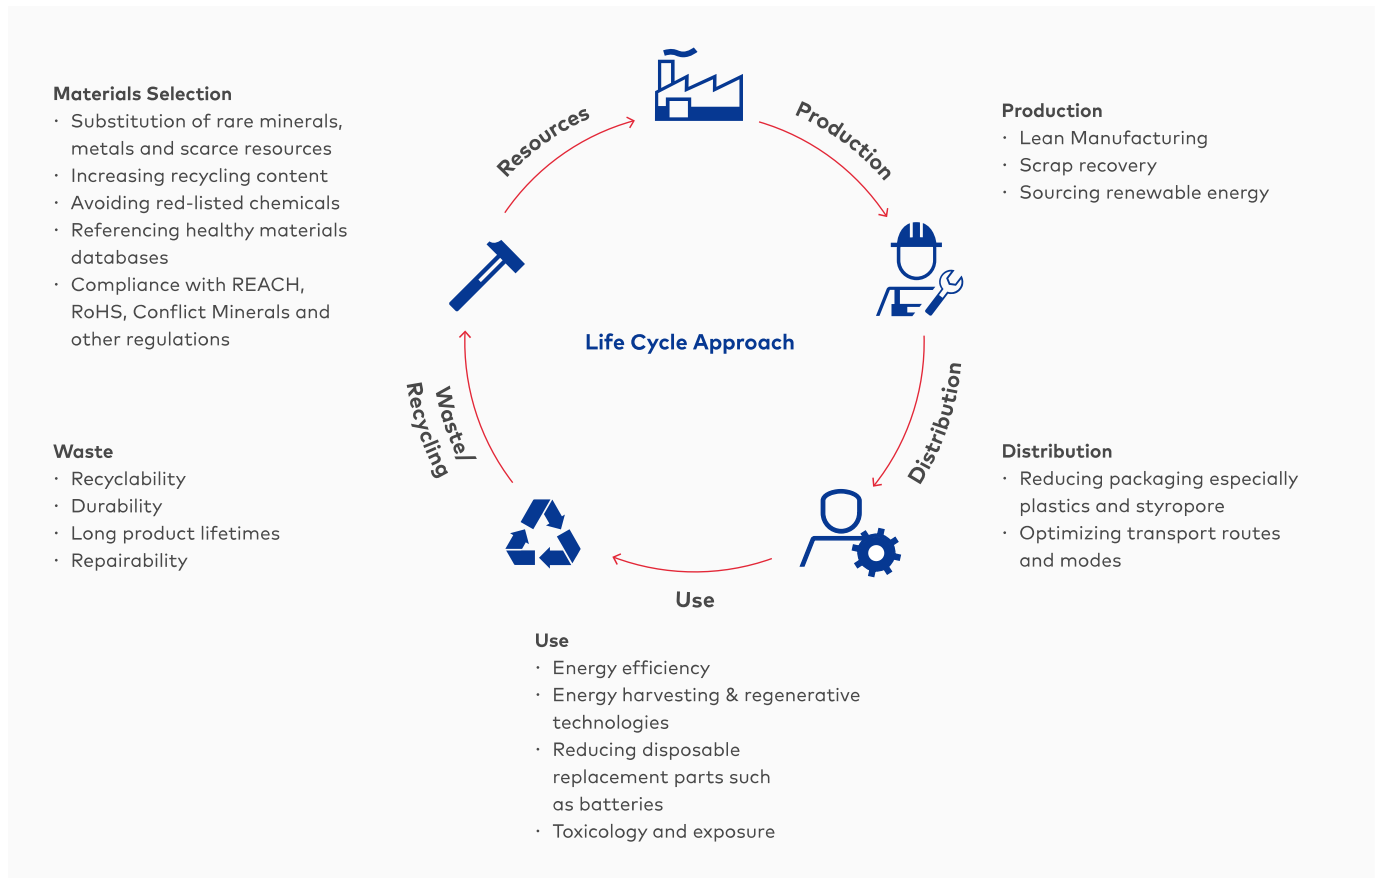 Materials Selection
· Substitution of rare minerals,
metals and scarce resources
· Increasing recycling content
· Avoiding red-listed chemicals
· Referencing healthy materials
databases
· Compliance with REACH,
RoHS, Conflict Minerals and
other regulations
Resources
Production
Production
· Lean Manufacturing
· Scrap recovery
· Sourcing renewable energy
Life Cycle Approach
Waste/
Recycling
Distribution
Waste
· Recyclability
· Durability
· Long product lifetimes
· Repairability
Distribution
· Reducing packaging especially
plastics and styropore
· Optimizing transport routes
and modes
Use
Use
· Energy efficiency
· Energy harvesting & regenerative
technologies
· Reducing disposable
replacement parts such
as batteries
· Toxicology and exposure